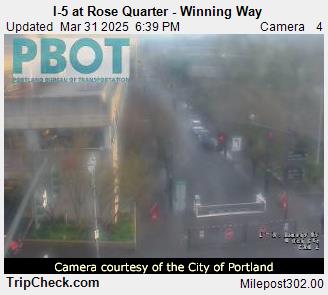 I-5 at Rose Quarter - Winning Way
Updated Mar 31 2025 6:39 PM Camera 4
PBOT
PORTLAND BUREAU OF TRANSPORTATION
Camera courtesy of the City of Portland
TripCheck.com Milepost302.00